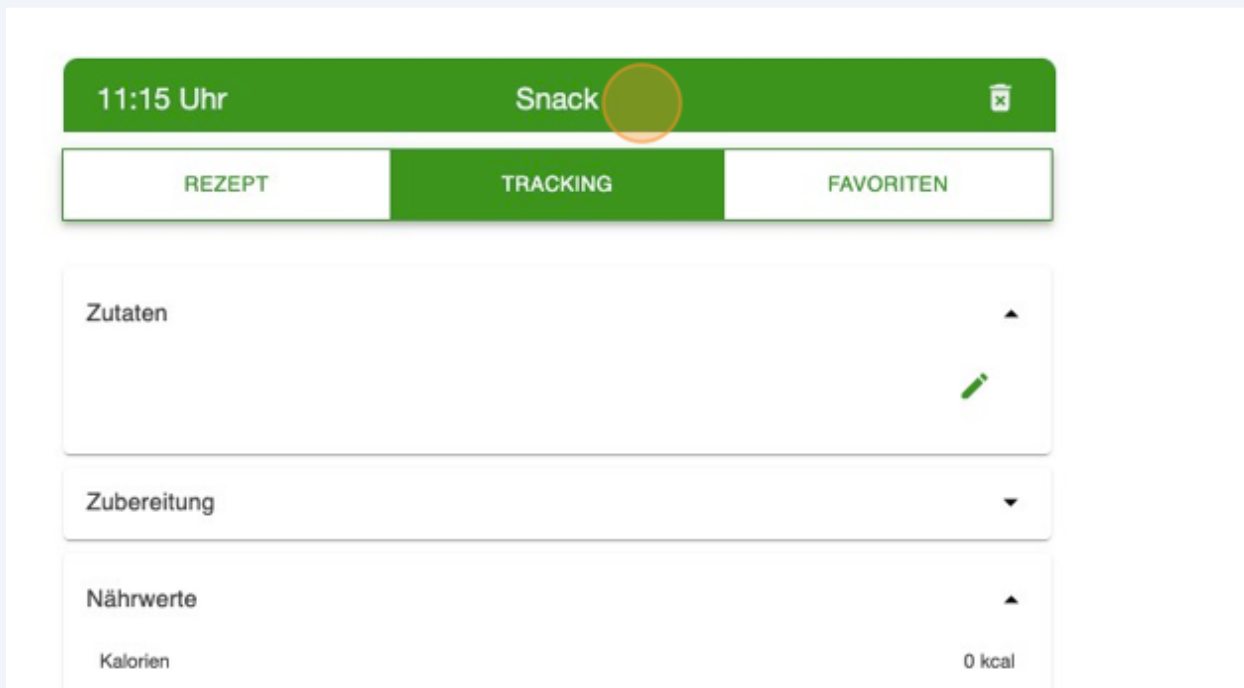 11:15 Uhr Snack
REZEPT TRACKING FAVORITEN
Zutaten
Zubereitung
Nährwerte
Kalorien 0 kcal